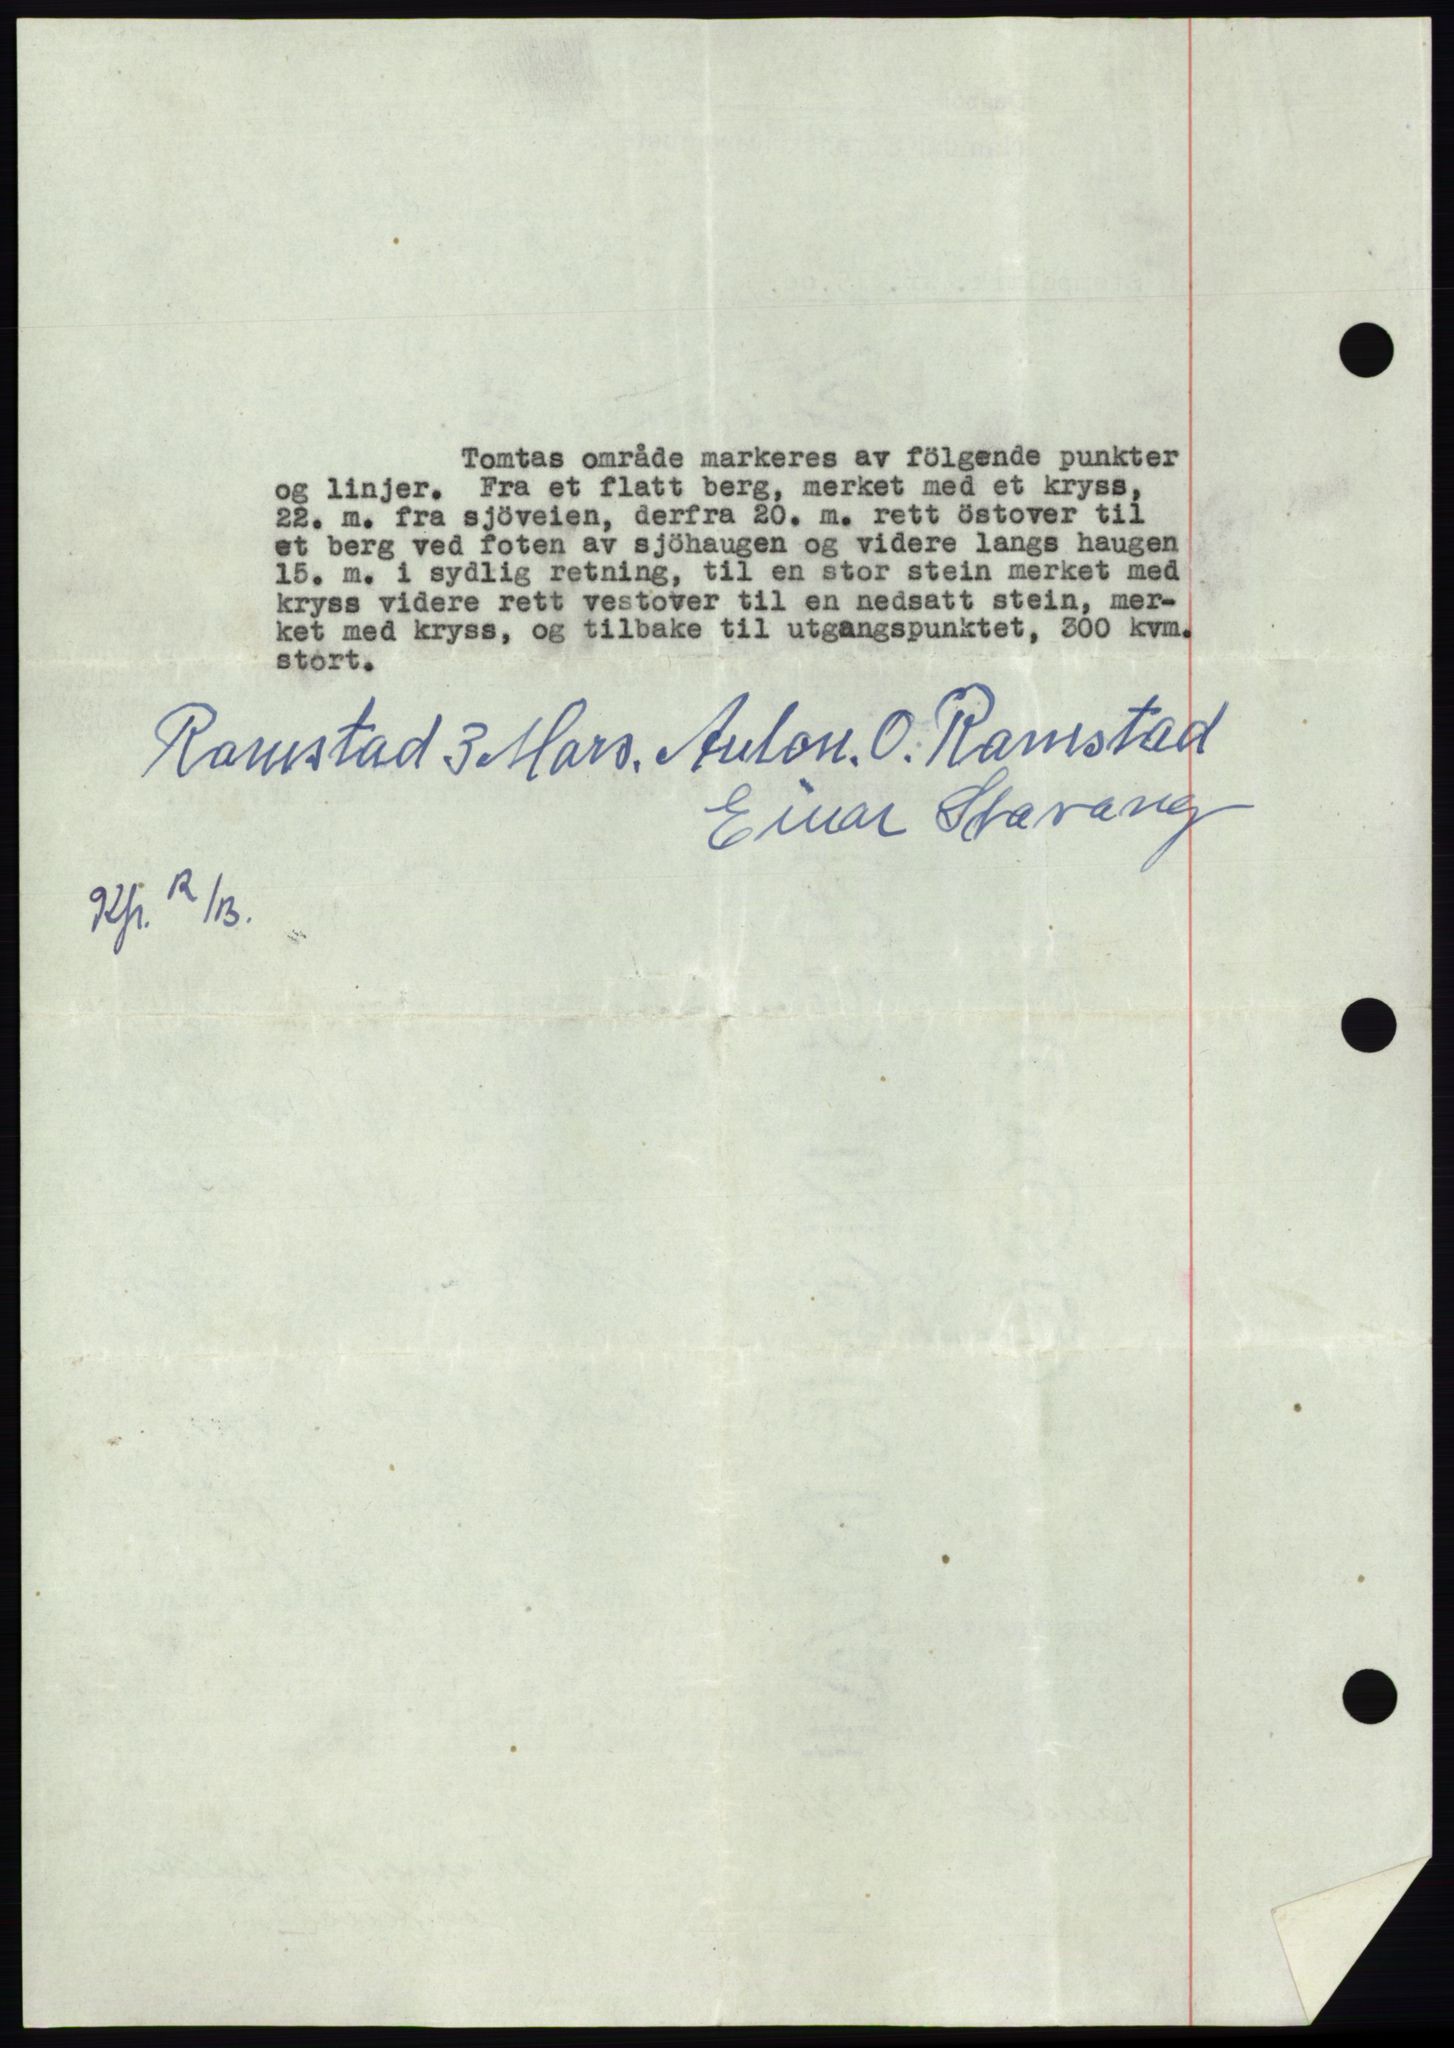 Tomtas område markeres av fölgende punkter
og linjer. Fra et flatt berg, merket med et kryss,
22. m. fra sjöveien, derfra 20. m. rett östover til
et berg ved foten av sjöhaugen og videre langs haugen
15. m. i sydlig retning, til en stor stein merket med
kryss videre rett vestover til en nedsatt stein, mer-
ket med kryss, og tilbake til utgangspunktet, 300 kvm.
stort.
Ramstad 3 Mars. Anton. O. Ramstad
Einar Stavang
Kfr. R/B.